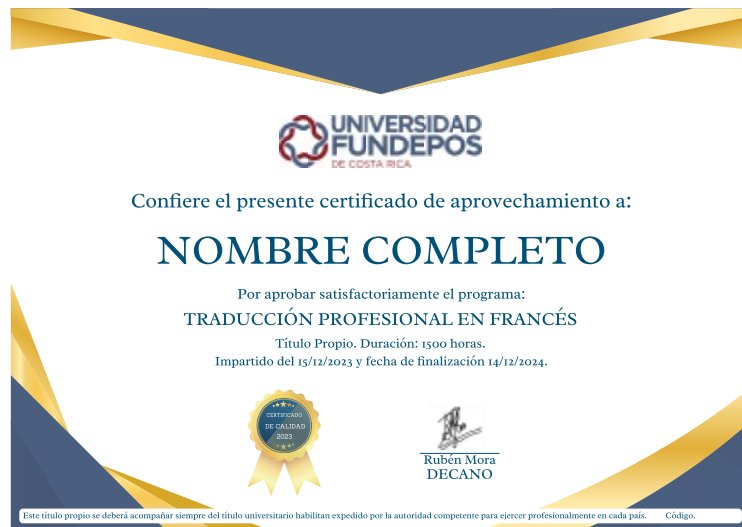 UNIVERSIDAD
FUNDEPOS
DE COSTA RICA
Confiere el presente certificado de aprovechamiento a:
NOMBRE COMPLETO
Por aprobar satisfactoriamente el programa:
TRADUCCIÓN PROFESIONAL EN FRANCÉS
Título Propio. Duración: 1500 horas.
Impartido del 15/12/2023 y fecha de finalización 14/12/2024.
CERTIFICADO
DE CALIDAD
2023
Rubén Mora
DECANO
Este título propio se deberá acompañar siempre del título universitario habilitan expedido por la autoridad competente para ejercer profesionalmente en cada país. Código.